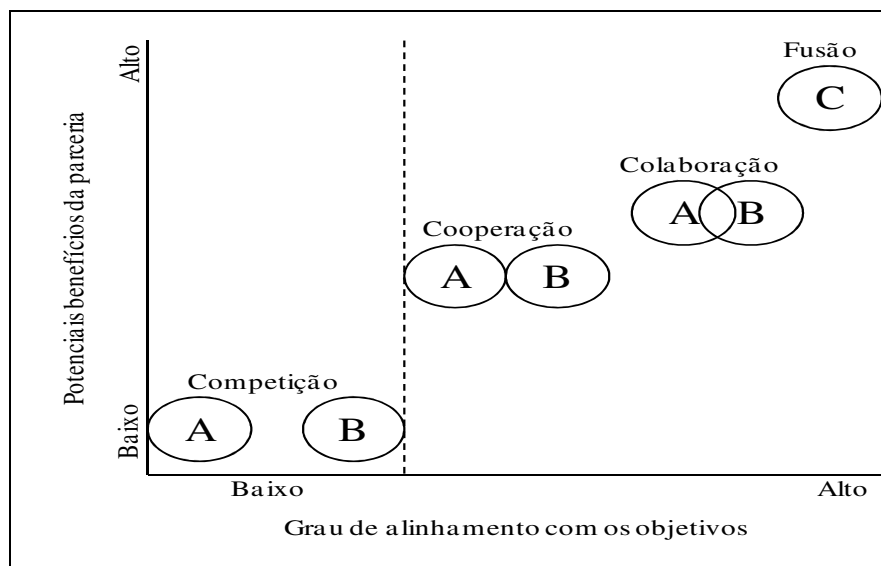 Alto
Fusão
C
Colaboração
A B
Cooperação
A B
Potenciais benefícios da parceria
Competição
A B
Baixo
Baixo Alto
Grau de alinhamento com os objetivos